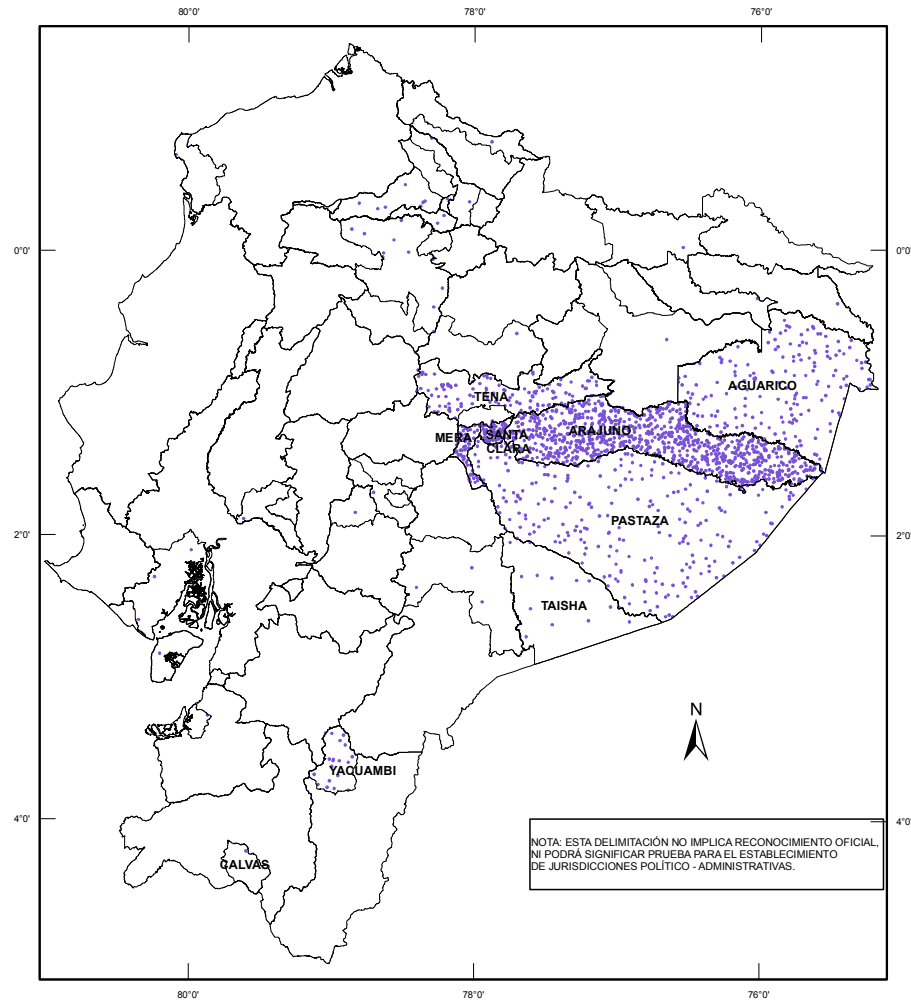 80°0'
78°0'
76°0'
0°0'
0°0'
AGUARICO
TENA
ARAJUNO
MERA
SANTA
CLARA
PASTAZA
2°0'
2°0'
TAISHA
N
YACUAMBI
4°0'
4°0'
NOTA: ESTA DELIMITACIÓN NO IMPLICA RECONOCIMIENTO OFICIAL,
NI PODRÁ SIGNIFICAR PRUEBA PARA EL ESTABLECIMIENTO
DE JURISDICCIONES POLÍTICO - ADMINISTRATIVAS.
CALVAS
80°0'
78°0'
76°0'